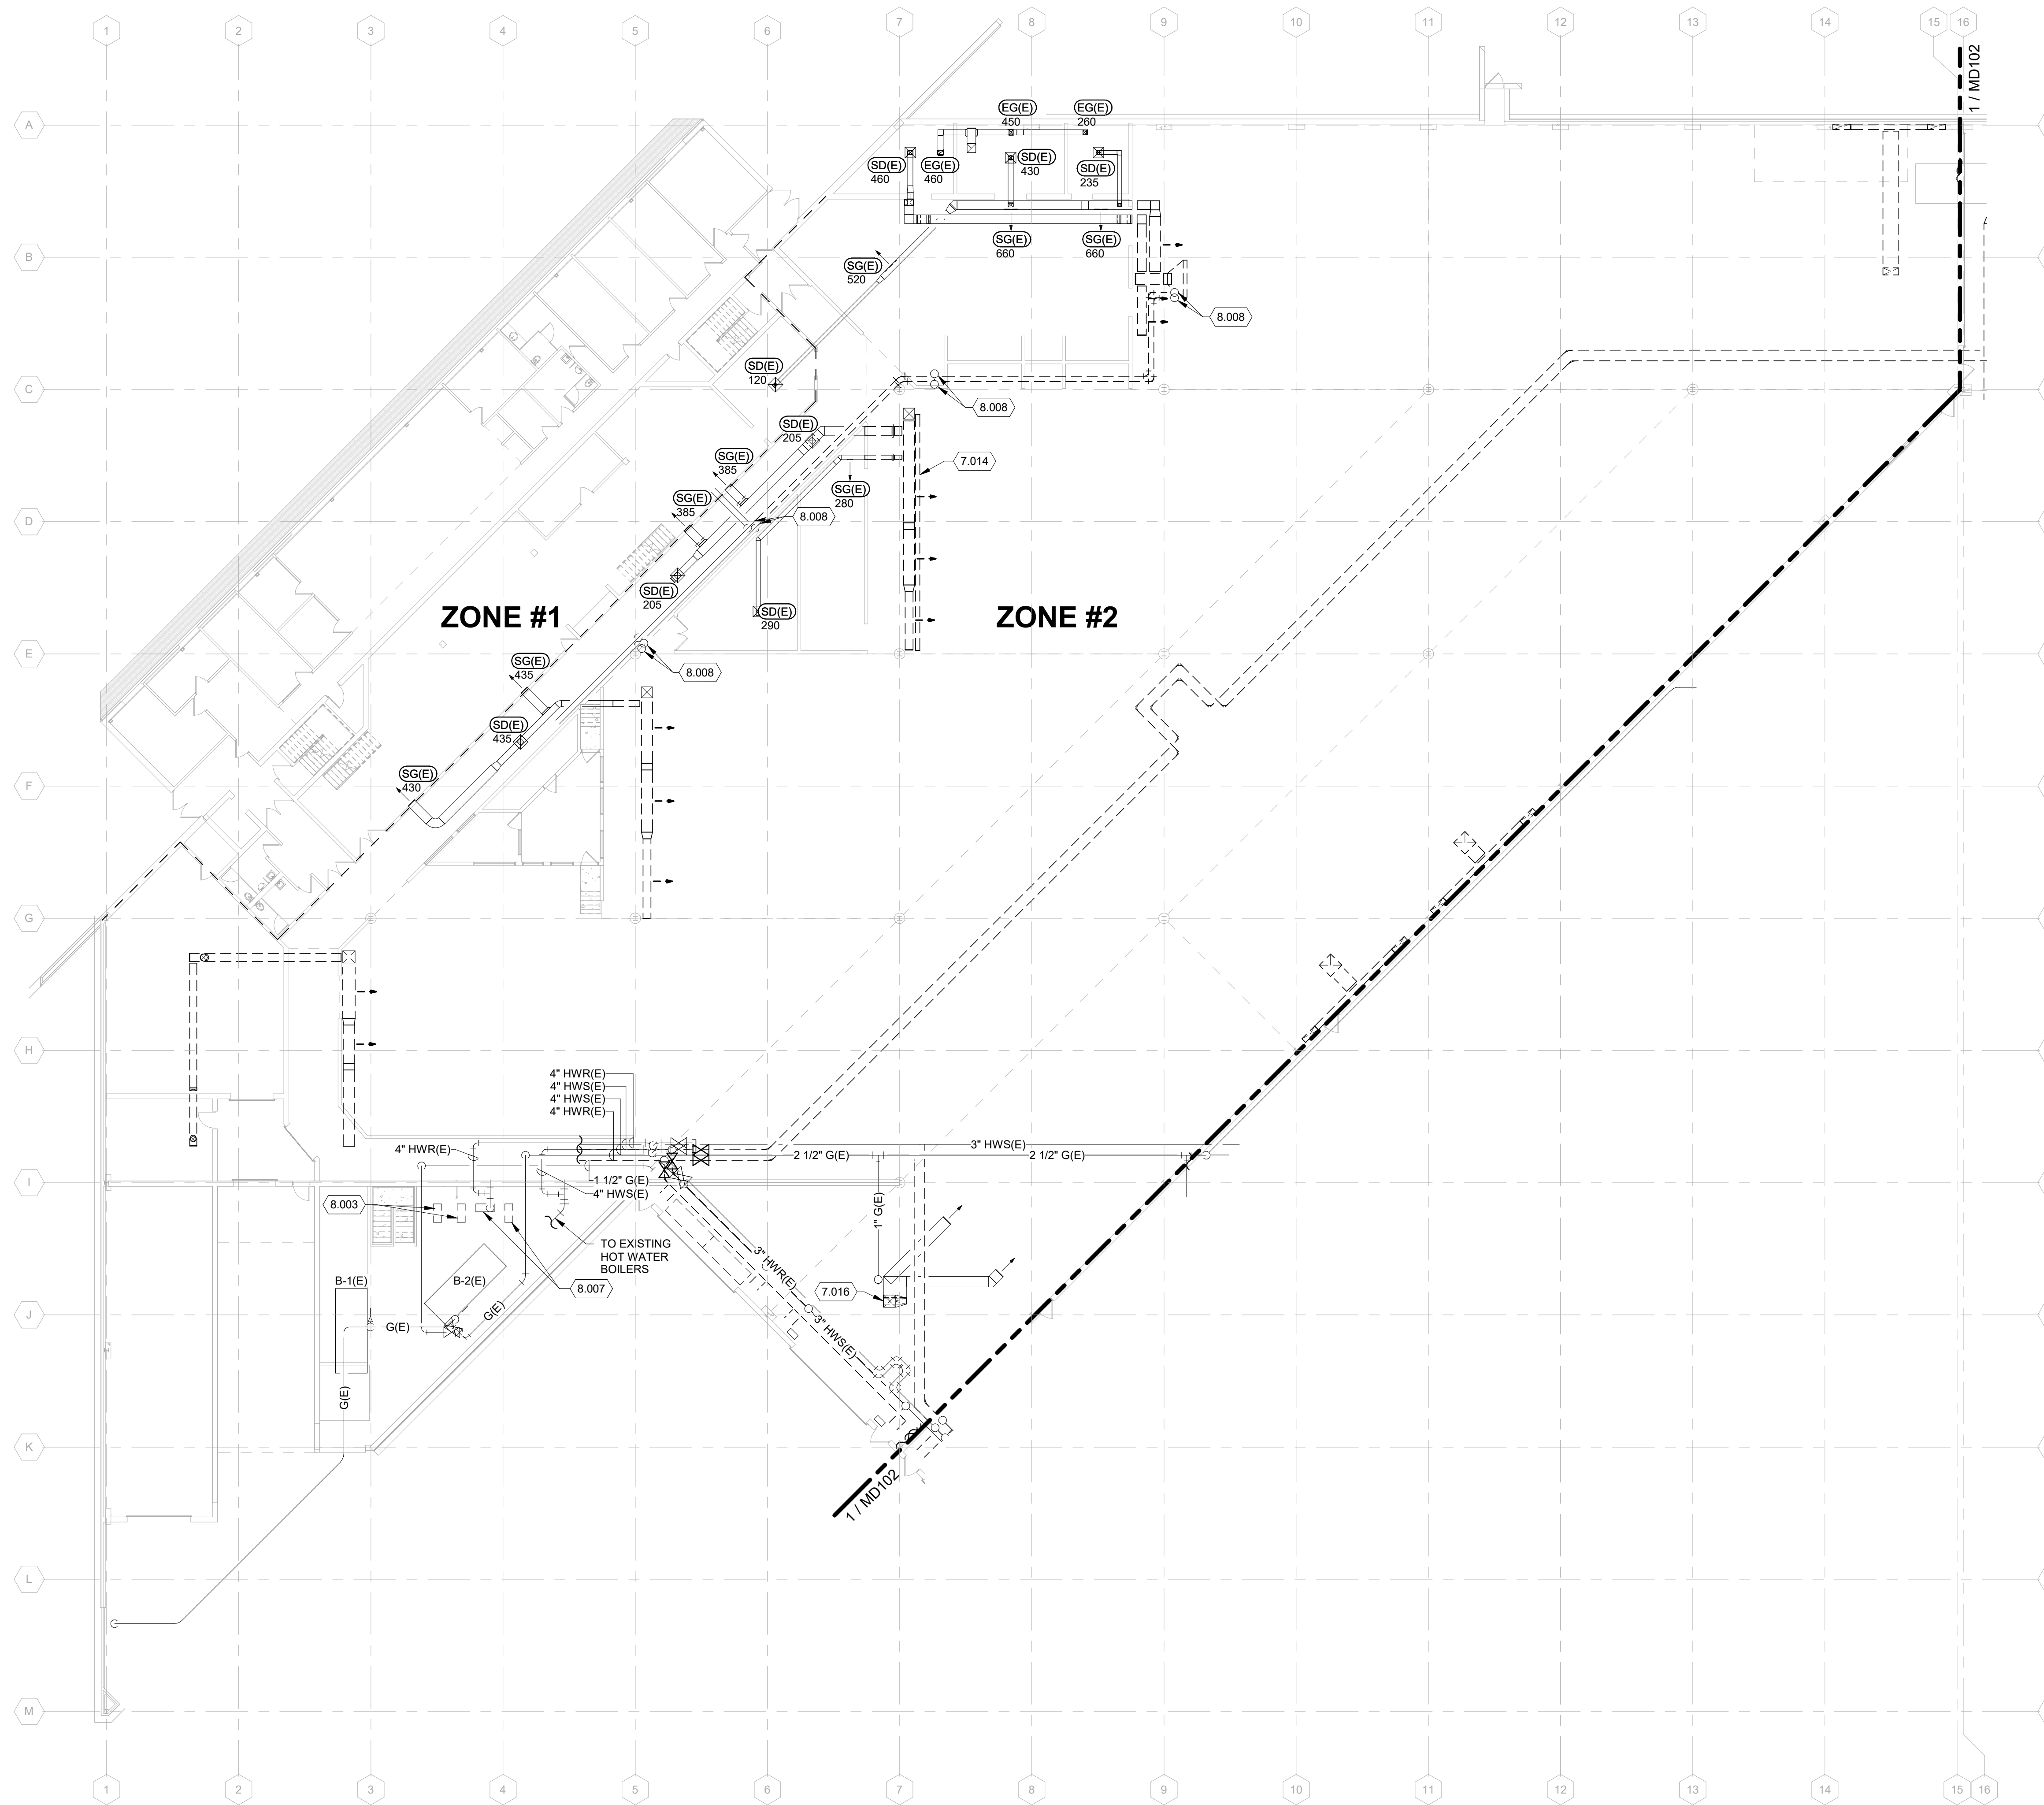 1 2 3 4 5 6 7 8 9 10 11 12 13 14 15 16
1 / MD102
A
EG(E)
450
EG(E)
260
SD(E)
460
EG(E)
460
SD(E)
430
SD(E)
235
B
SG(E)
660
SG(E)
660
SG(E)
520
8.008
SD(E)
120
C
8.008
SD(E)
205
SG(E)
385
7.014
SG(E)
280
SG(E)
385
D
8.008
SD(E)
205
SD(E)
290
ZONE #1
ZONE #2
E
SG(E)
435
8.008
SD(E)
435
F
SG(E)
430
G
H
4" HWR(E)
4" HWS(E)
4" HWS(E)
4" HWR(E)
4" HWR(E)
3" HWS(E)
2 1/2" G(E)
2 1/2" G(E)
I
1 1/2" G(E)
4" HWS(E)
8.003
1" G(E)
TO EXISTING
HOT WATER
BOILERS
3" HWR(E)
B-1(E)
B-2(E)
8.007
7.016
J
G(E)
G(E)
3" HWS(E)
G(E)
K
1 / MD102
L
M
1 2 3 4 5 6 7 8 9 10 11 12 13 14 15 16